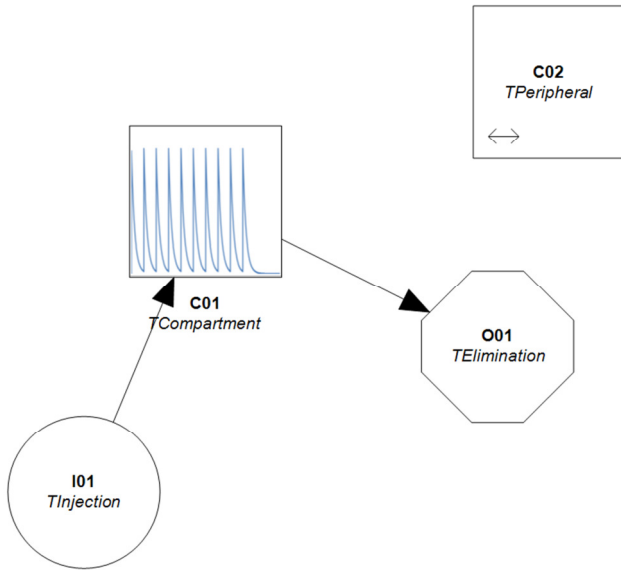 C02
TPeripheral
C01
TCompartment
O01
TElimination
I01
TInjection